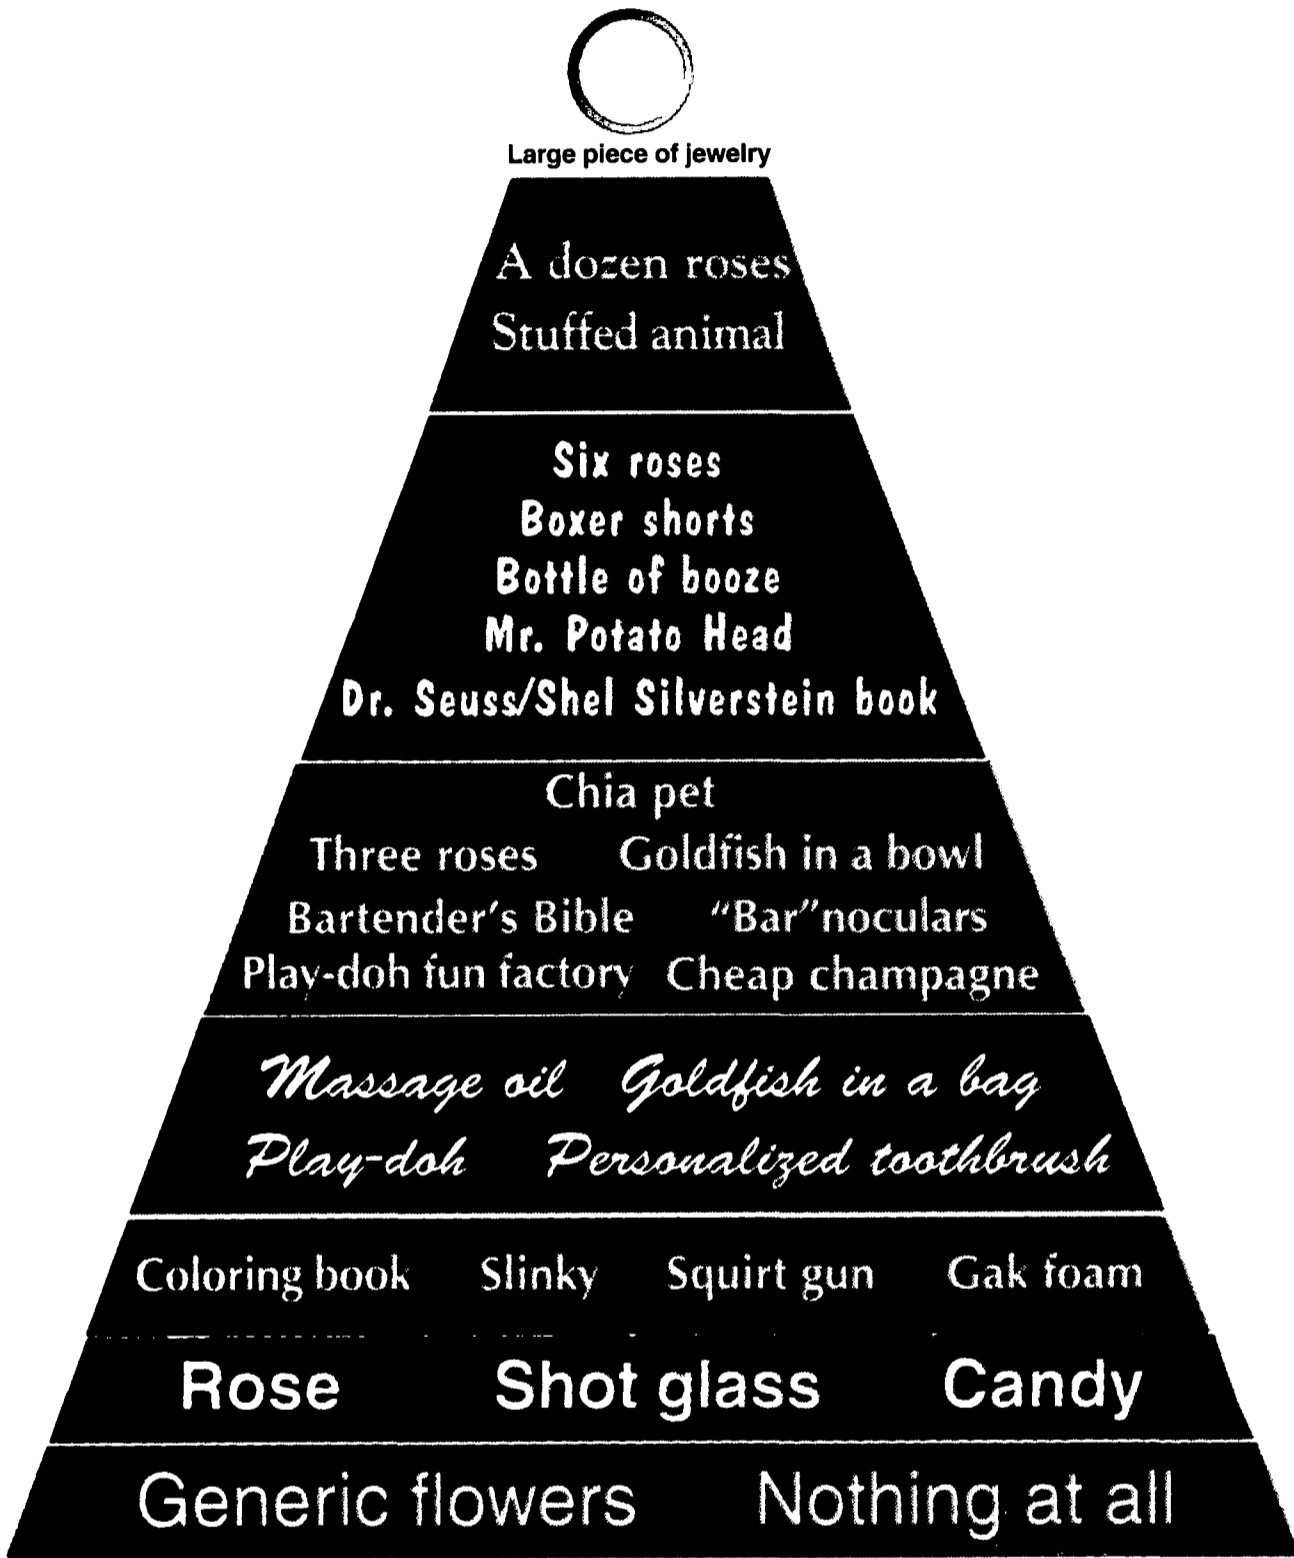 Large piece of jewelry
A dozen roses
Stuffed animal
Six roses
Boxer shorts
Bottle of booze
Mr. Potato Head
Dr. Seuss/Shel Silverstein book
Chia pet
Three roses Goldfish in a bowl
Bartender's Bible "Bar"noculars
Play-doh fun factory Cheap champagne
Massage oil Goldfish in a bag
Play-doh Personalized toothbrush
Coloring book Slinky Squirt gun Gak foam
Rose Shot glass Candy
Generic flowers Nothing at all